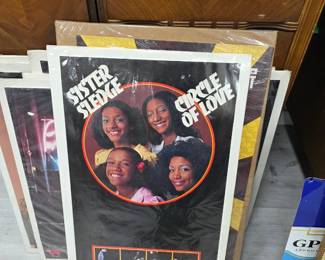 SISTER
SLEDGE
CIRCLE
OF LOVE
GP